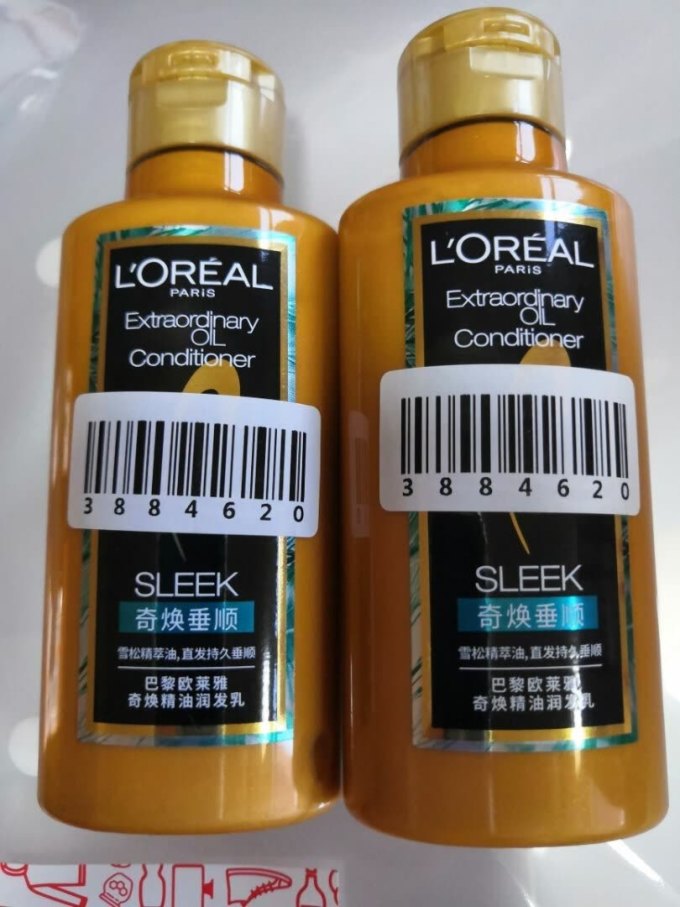 L'ORÉAL
PARIS
Extraordinary
OIL
Conditioner
3884620
SLEEK
奇焕垂顺
雪松精萃油,直发持久垂顺
巴黎欧莱雅
奇焕精油润发乳
L'ORÉAL
PARIS
Extraordinary
OIL
Conditioner
3884620
SLEEK
奇焕垂顺
雪松精萃油,直发持久垂顺
巴黎欧莱雅
奇焕精油润发乳